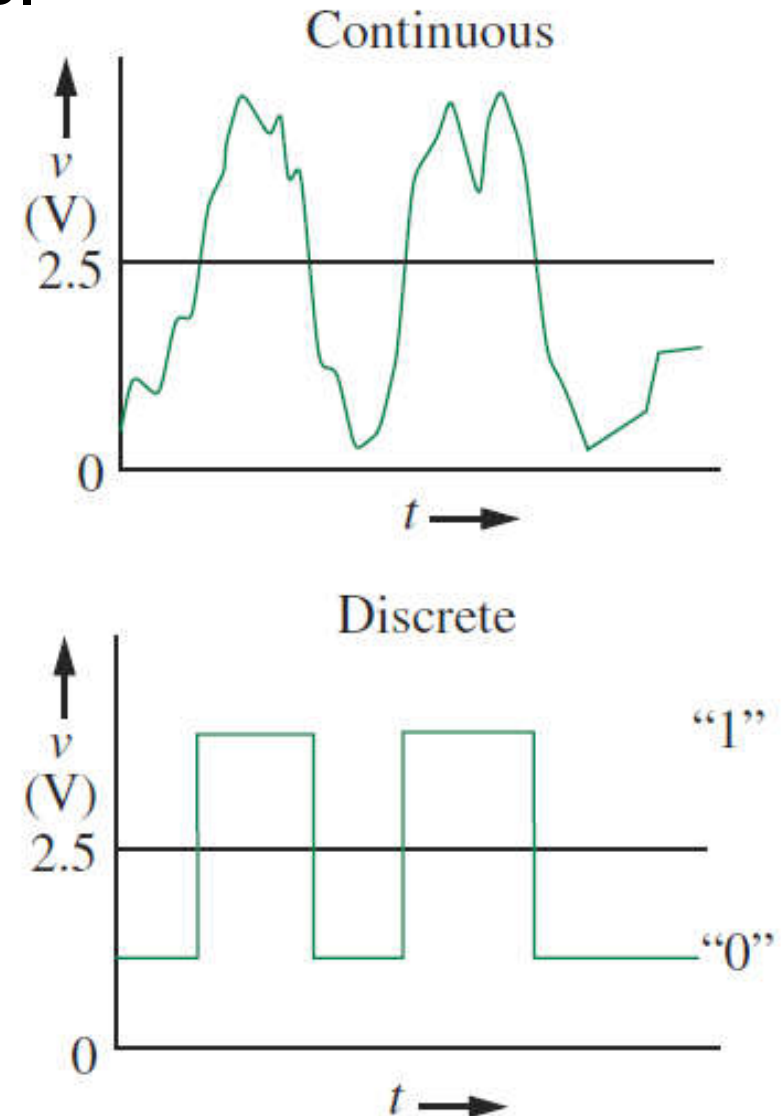 Continuous
v
(V)
2.5
0
t
Discrete
“1”
v
(V)
2.5
“0”
0
t